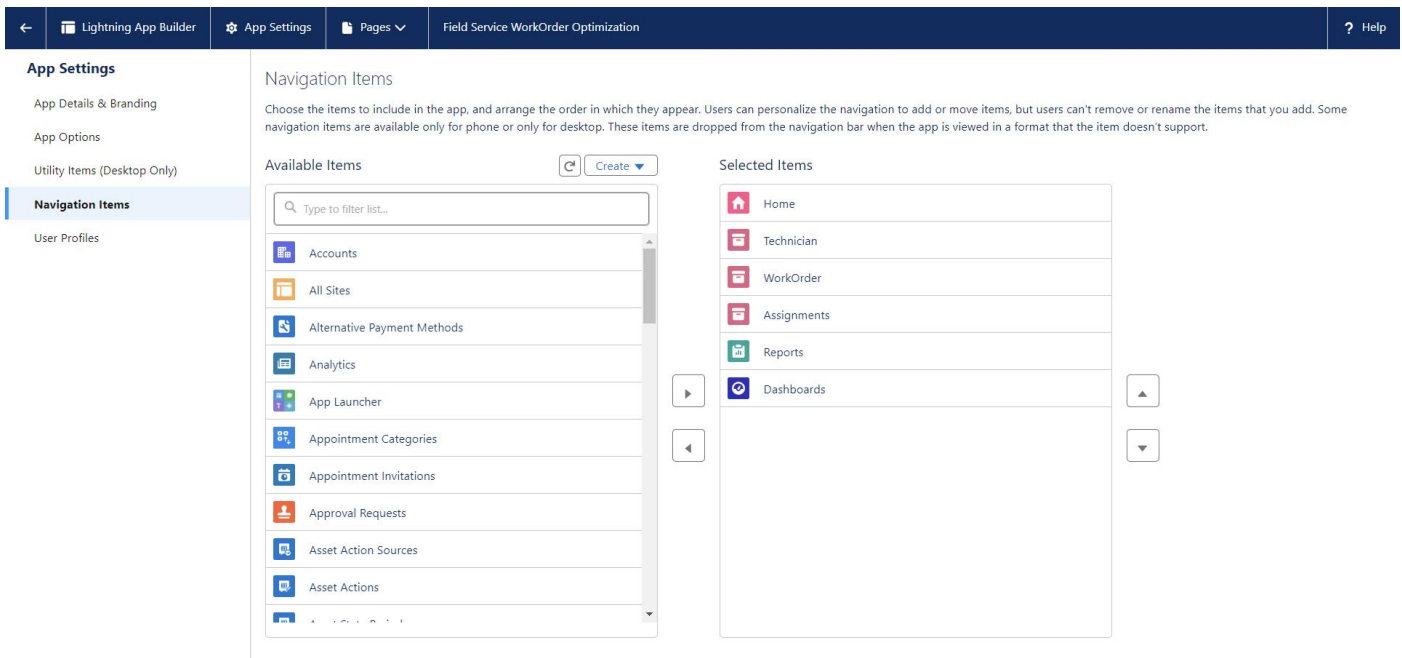 Lightning App Builder
App Settings
Pages
Field Service WorkOrder Optimization
? Help
App Settings
App Details & Branding
App Options
Utility Items (Desktop Only)
Navigation Items
User Profiles
Navigation Items
Choose the items to include in the app, and arrange the order in which they appear. Users can personalize the navigation to add or move items, but users can't remove or rename the items that you add. Some
navigation items are available only for phone or only for desktop. These items are dropped from the navigation bar when the app is viewed in a format that the item doesn't support.
Available Items
Create
Type to filter list...
Accounts
All Sites
Alternative Payment Methods
Analytics
App Launcher
Appointment Categories
Appointment Invitations
Approval Requests
Asset Action Sources
Asset Actions
Selected Items
Home
Technician
WorkOrder
Assignments
Reports
Dashboards